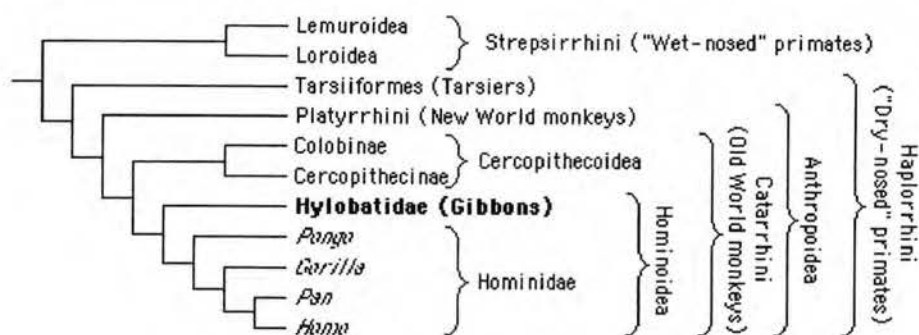 Lemuroidea
Loroidea
Strepsirrhini ("Wet-nosed" primates)
Tarsiiformes (Tarsiers)
Platyrrhini (New World monkeys)
Colobinae
Cercopithecinae
Cercopithecoidea
Hylobatidae (Gibbons)
Pongo
Gorilla
Pan
Homo
Hominidae
Hominoidea
Catarrhini
(Old World monkeys)
Anthropoidea
Haplorrhini
("Dry-nosed" primates)